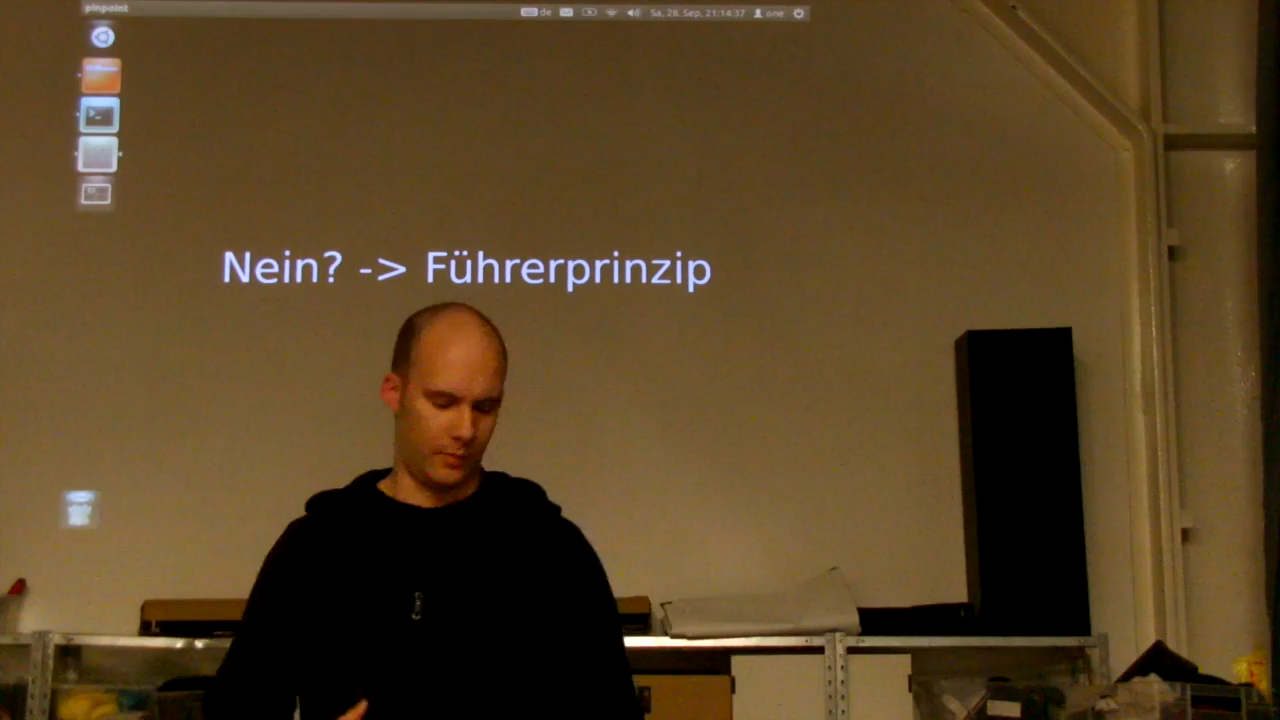 pinpoint
de Sa, 28. Sep, 21:14:37 one
Nein? -> Führerprinzip